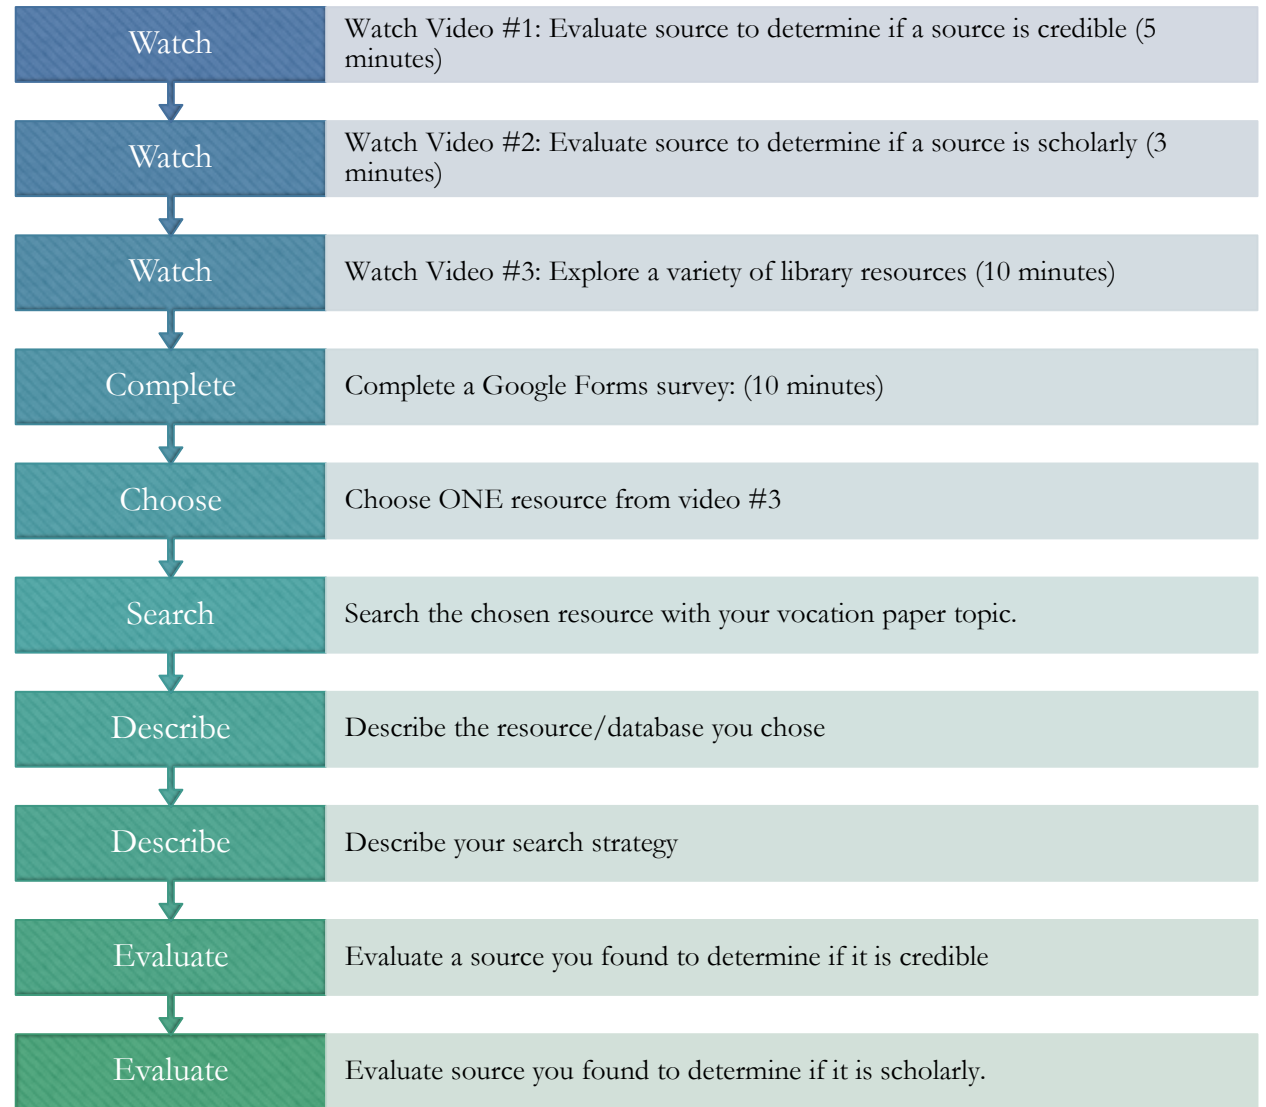 Watch
Watch Video #1: Evaluate source to determine if a source is credible (5
minutes)
Watch
Watch Video #2: Evaluate source to determine if a source is scholarly (3
minutes)
Watch
Watch Video #3: Explore a variety of library resources (10 minutes)
Complete
Complete a Google Forms survey: (10 minutes)
Choose
Choose ONE resource from video #3
Search
Search the chosen resource with your vocation paper topic.
Describe
Describe the resource/database you chose
Describe
Describe your search strategy
Evaluate
Evaluate a source you found to determine if it is credible
Evaluate
Evaluate source you found to determine if it is scholarly.